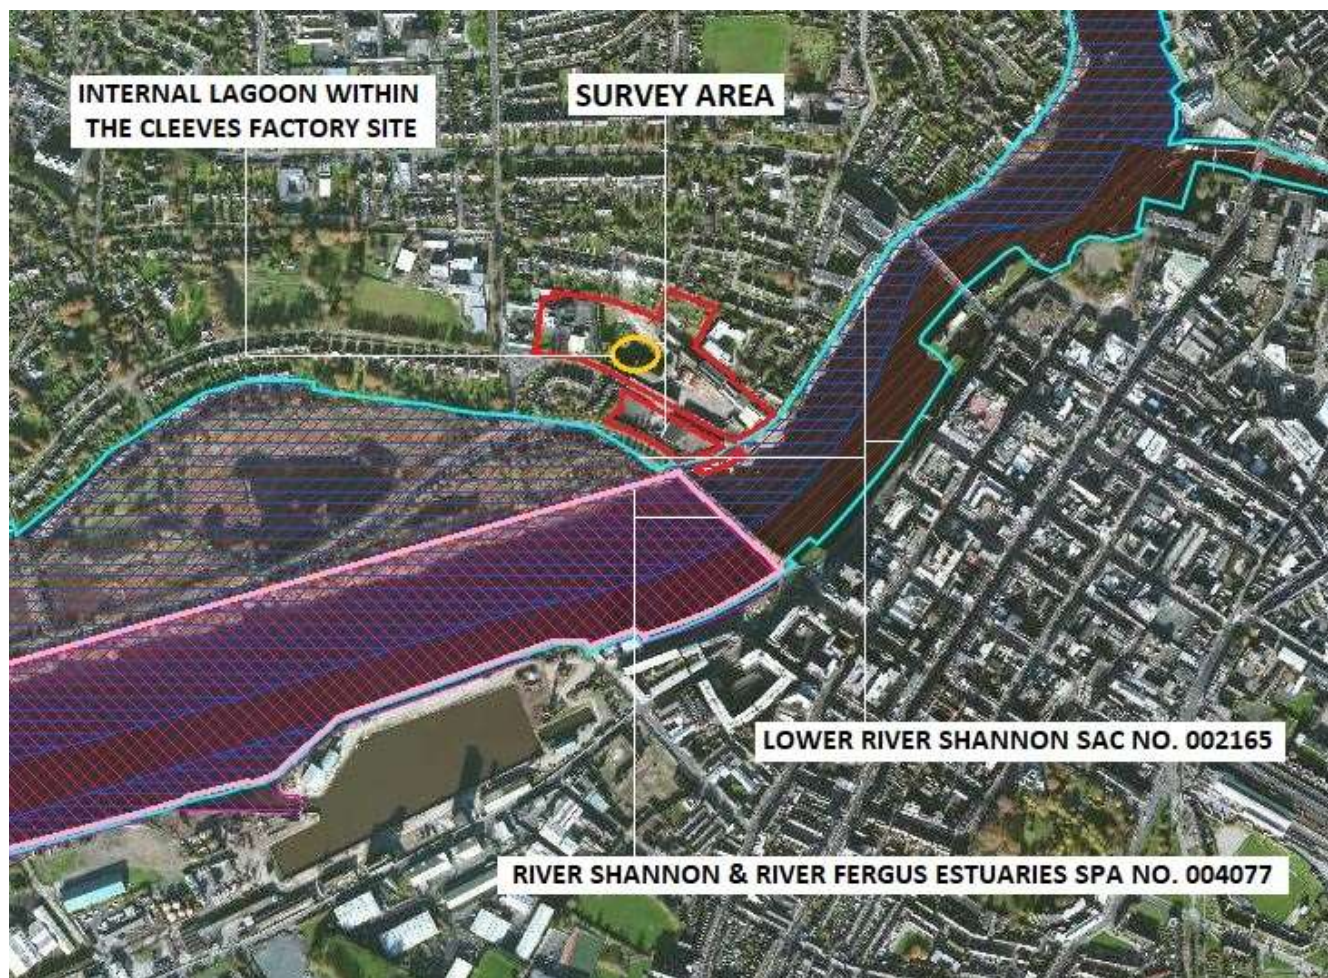 INTERNAL LAGOON WITHIN
THE CLEEVES FACTORY SITE
SURVEY AREA
LOWER RIVER SHANNON SAC NO. 002165
RIVER SHANNON & RIVER FERGUS ESTUARIES SPA NO. 004077